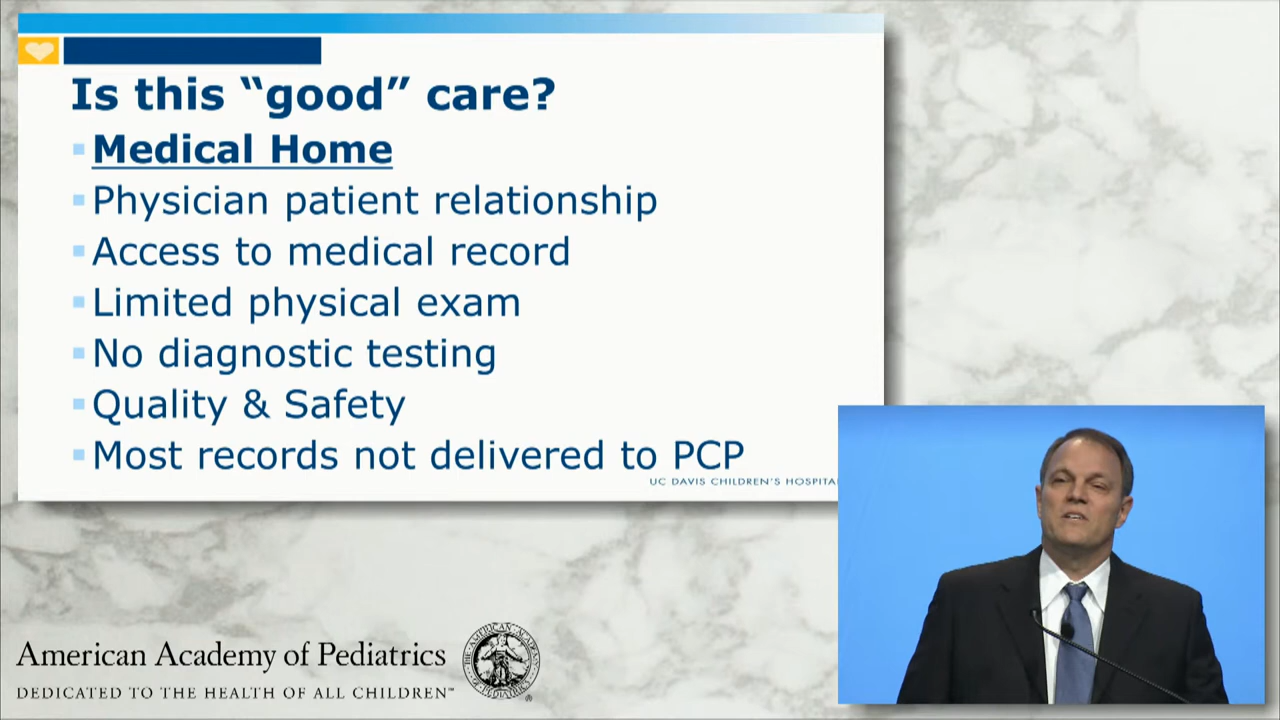 Is this “good” care?
Medical Home
Physician patient relationship
Access to medical record
Limited physical exam
No diagnostic testing
Quality & Safety
Most records not delivered to PCP
UC DAVIS CHILDREN'S HOSPITA
American Academy of Pediatrics
DEDICATED TO THE HEALTH OF ALL CHILDREN™